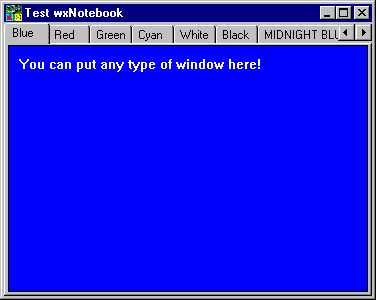 Test wxNotebook
Blue Red Green Cyan White Black MIDNIGHT BLU
You can put any type of window here!